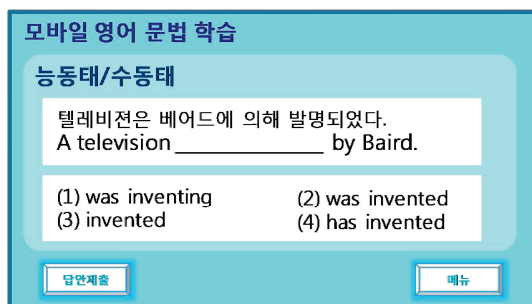 모바일 영어 문법 학습
능동태/수동태
텔레비젼은 베어드에 의해 발명되었다.
A television ______________ by Baird.
(1) was inventing (2) was invented
(3) invented (4) has invented
답안제출 메뉴